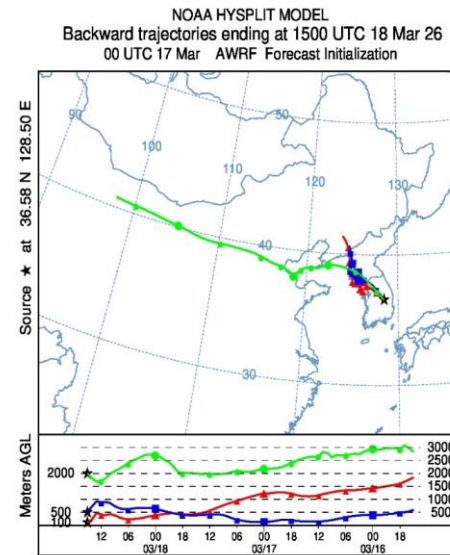 NOAA HYSPLIT MODEL
Backward trajectories ending at 1500 UTC 18 Mar 26
00 UTC 17 Mar AWRF Forecast Initialization
Source ★ at 36.58 N 128.50 E
90
100
110
120
130
50
40
30
Meters AGL
2000
500
100
3000
2500
2000
1500
1000
500
12 06 00 18 12 06 00 18 12 06 00 18
03/18 03/17 03/16